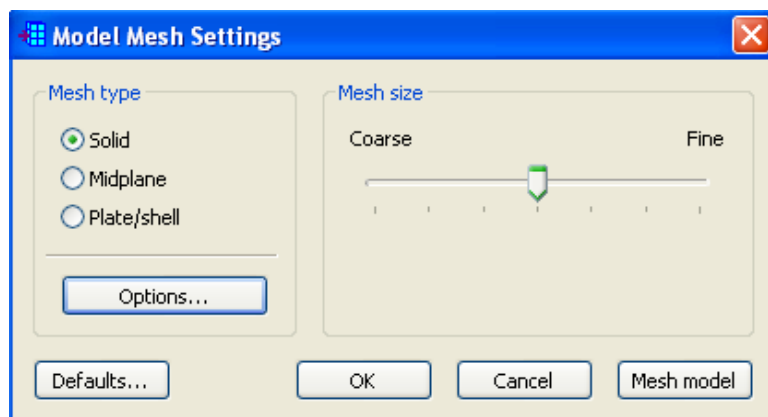 Model Mesh Settings
Mesh type
Solid
Midplane
Plate/shell
Options...
Mesh size
Coarse Fine
Defaults... OK Cancel Mesh model